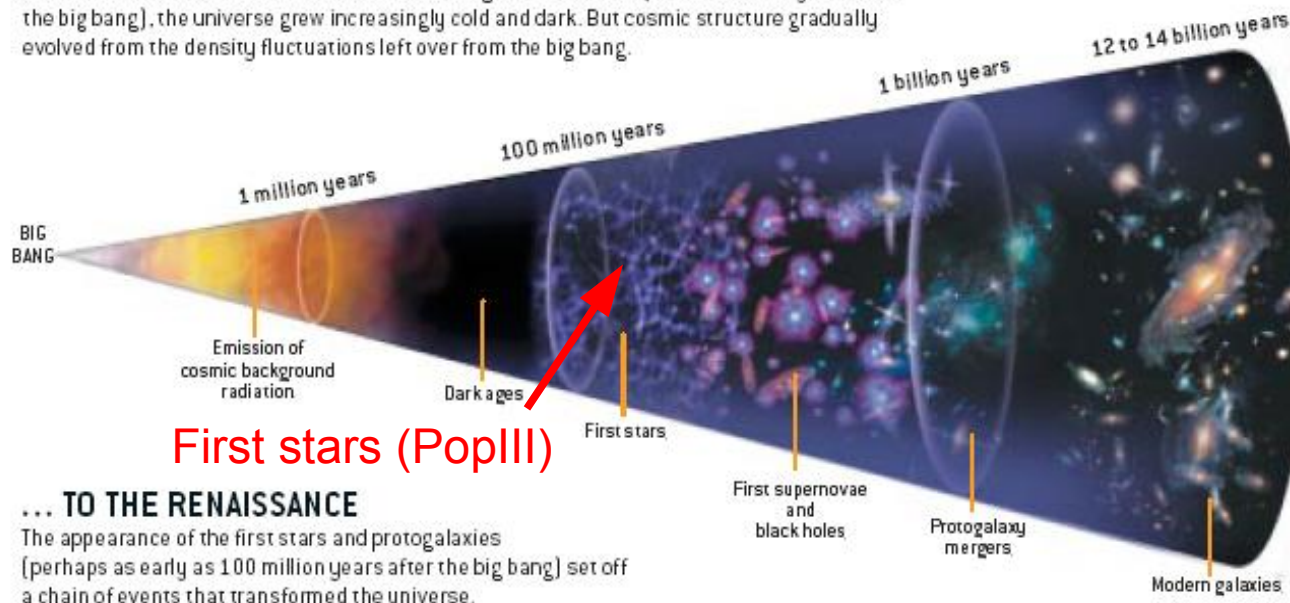 the big bang), the universe grew increasingly cold and dark. But cosmic structure gradually
evolved from the density fluctuations left over from the big bang.
12 to 14 billion years
1 billion years
100 million years
1 million years
BIG
BANG
Emission of
cosmic background
radiation
Dark ages
First stars
First stars (PopIII)
First supernovae
and
black holes
Protogalaxy
mergers
Modern galaxies
... TO THE RENAISSANCE
The appearance of the first stars and protogalaxies
(perhaps as early as 100 million years after the big bang) set off
a chain of events that transformed the universe.